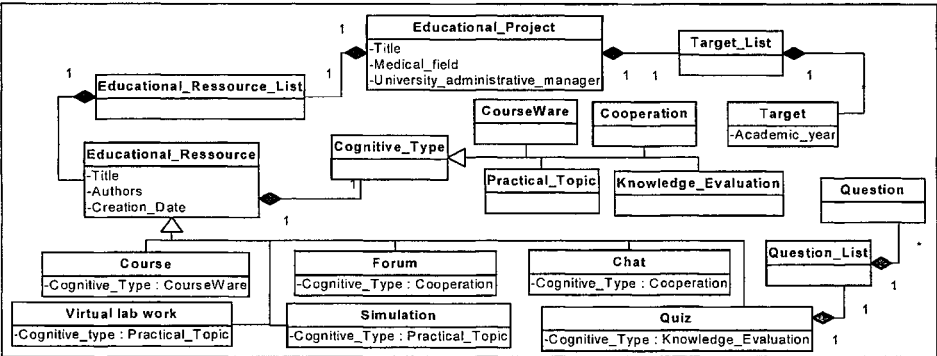 Educational_Project
-Title
-Medical_field
-University_administrative_manager
1
1
1
1
Target_List
1
1
Target
-Academic_year
1
Educational_Ressource_List
CourseWare
Cooperation
Cognitive_Type
Practical_Topic
Knowledge_Evaluation
Educational_Ressource
-Title
-Authors
-Creation_Date
1
1
Question
*
Question_List
1
1
Course
-Cognitive_Type : CourseWare
Forum
-Cognitive_Type : Cooperation
Chat
-Cognitive_Type : Cooperation
Virtual lab work
-Cognitive_type : Practical_Topic
Simulation
-Cognitive_Type : Practical_Topic
Quiz
-Cognitive_Type : Knowledge_Evaluation
1